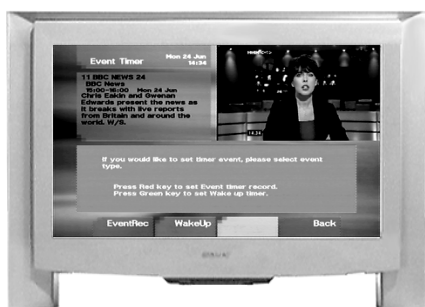 Event Timer
Mon 24 Jun
14:34
11 BBC NEWS 24
BBC News
15:00-16:00 Mon 24 Jun
Chris Eakin and Gwenan
Edwards present the news as
it breaks with live reports
from Britain and around the
world. W/S.
14:34
If you would like to set timer event, please select event
type.
Press Red key to set Event timer record.
Press Green key to set Wake up timer.
EventRec
WakeUp
Back